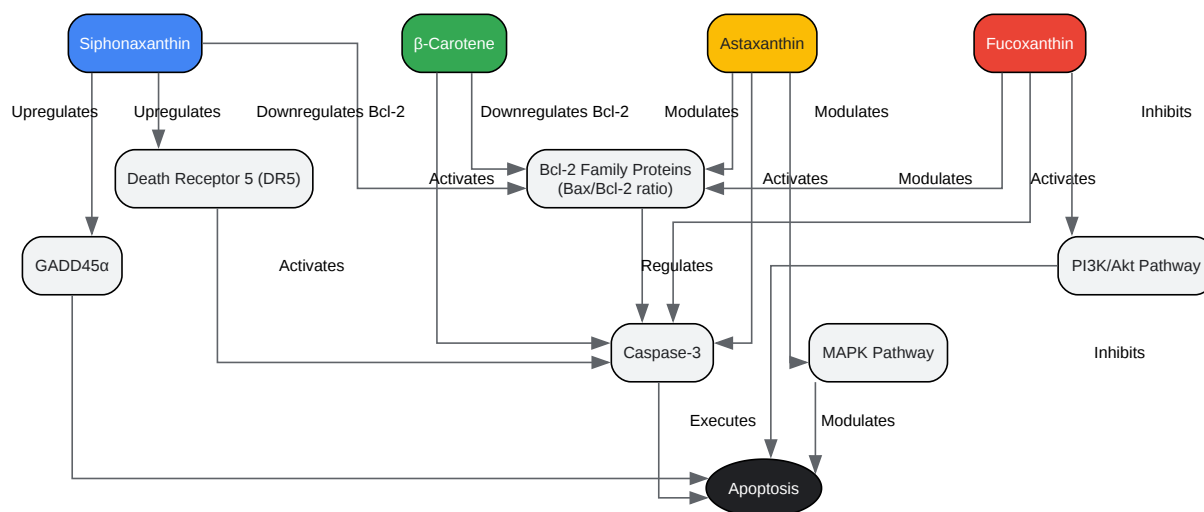 Siphonaxanthin
β-Carotene
Astaxanthin
Fucoxanthin
Upregulates
Upregulates
Downregulates Bcl-2
Downregulates Bcl-2
Modulates
Modulates
Inhibits
Death Receptor 5 (DR5)
Activates
Bcl-2 Family Proteins
(Bax/Bcl-2 ratio)
Activates
Modulates
Activates
GADD45α
Activates
Regulates
PI3K/Akt Pathway
Caspase-3
MAPK Pathway
Inhibits
Executes
Modulates
Apoptosis